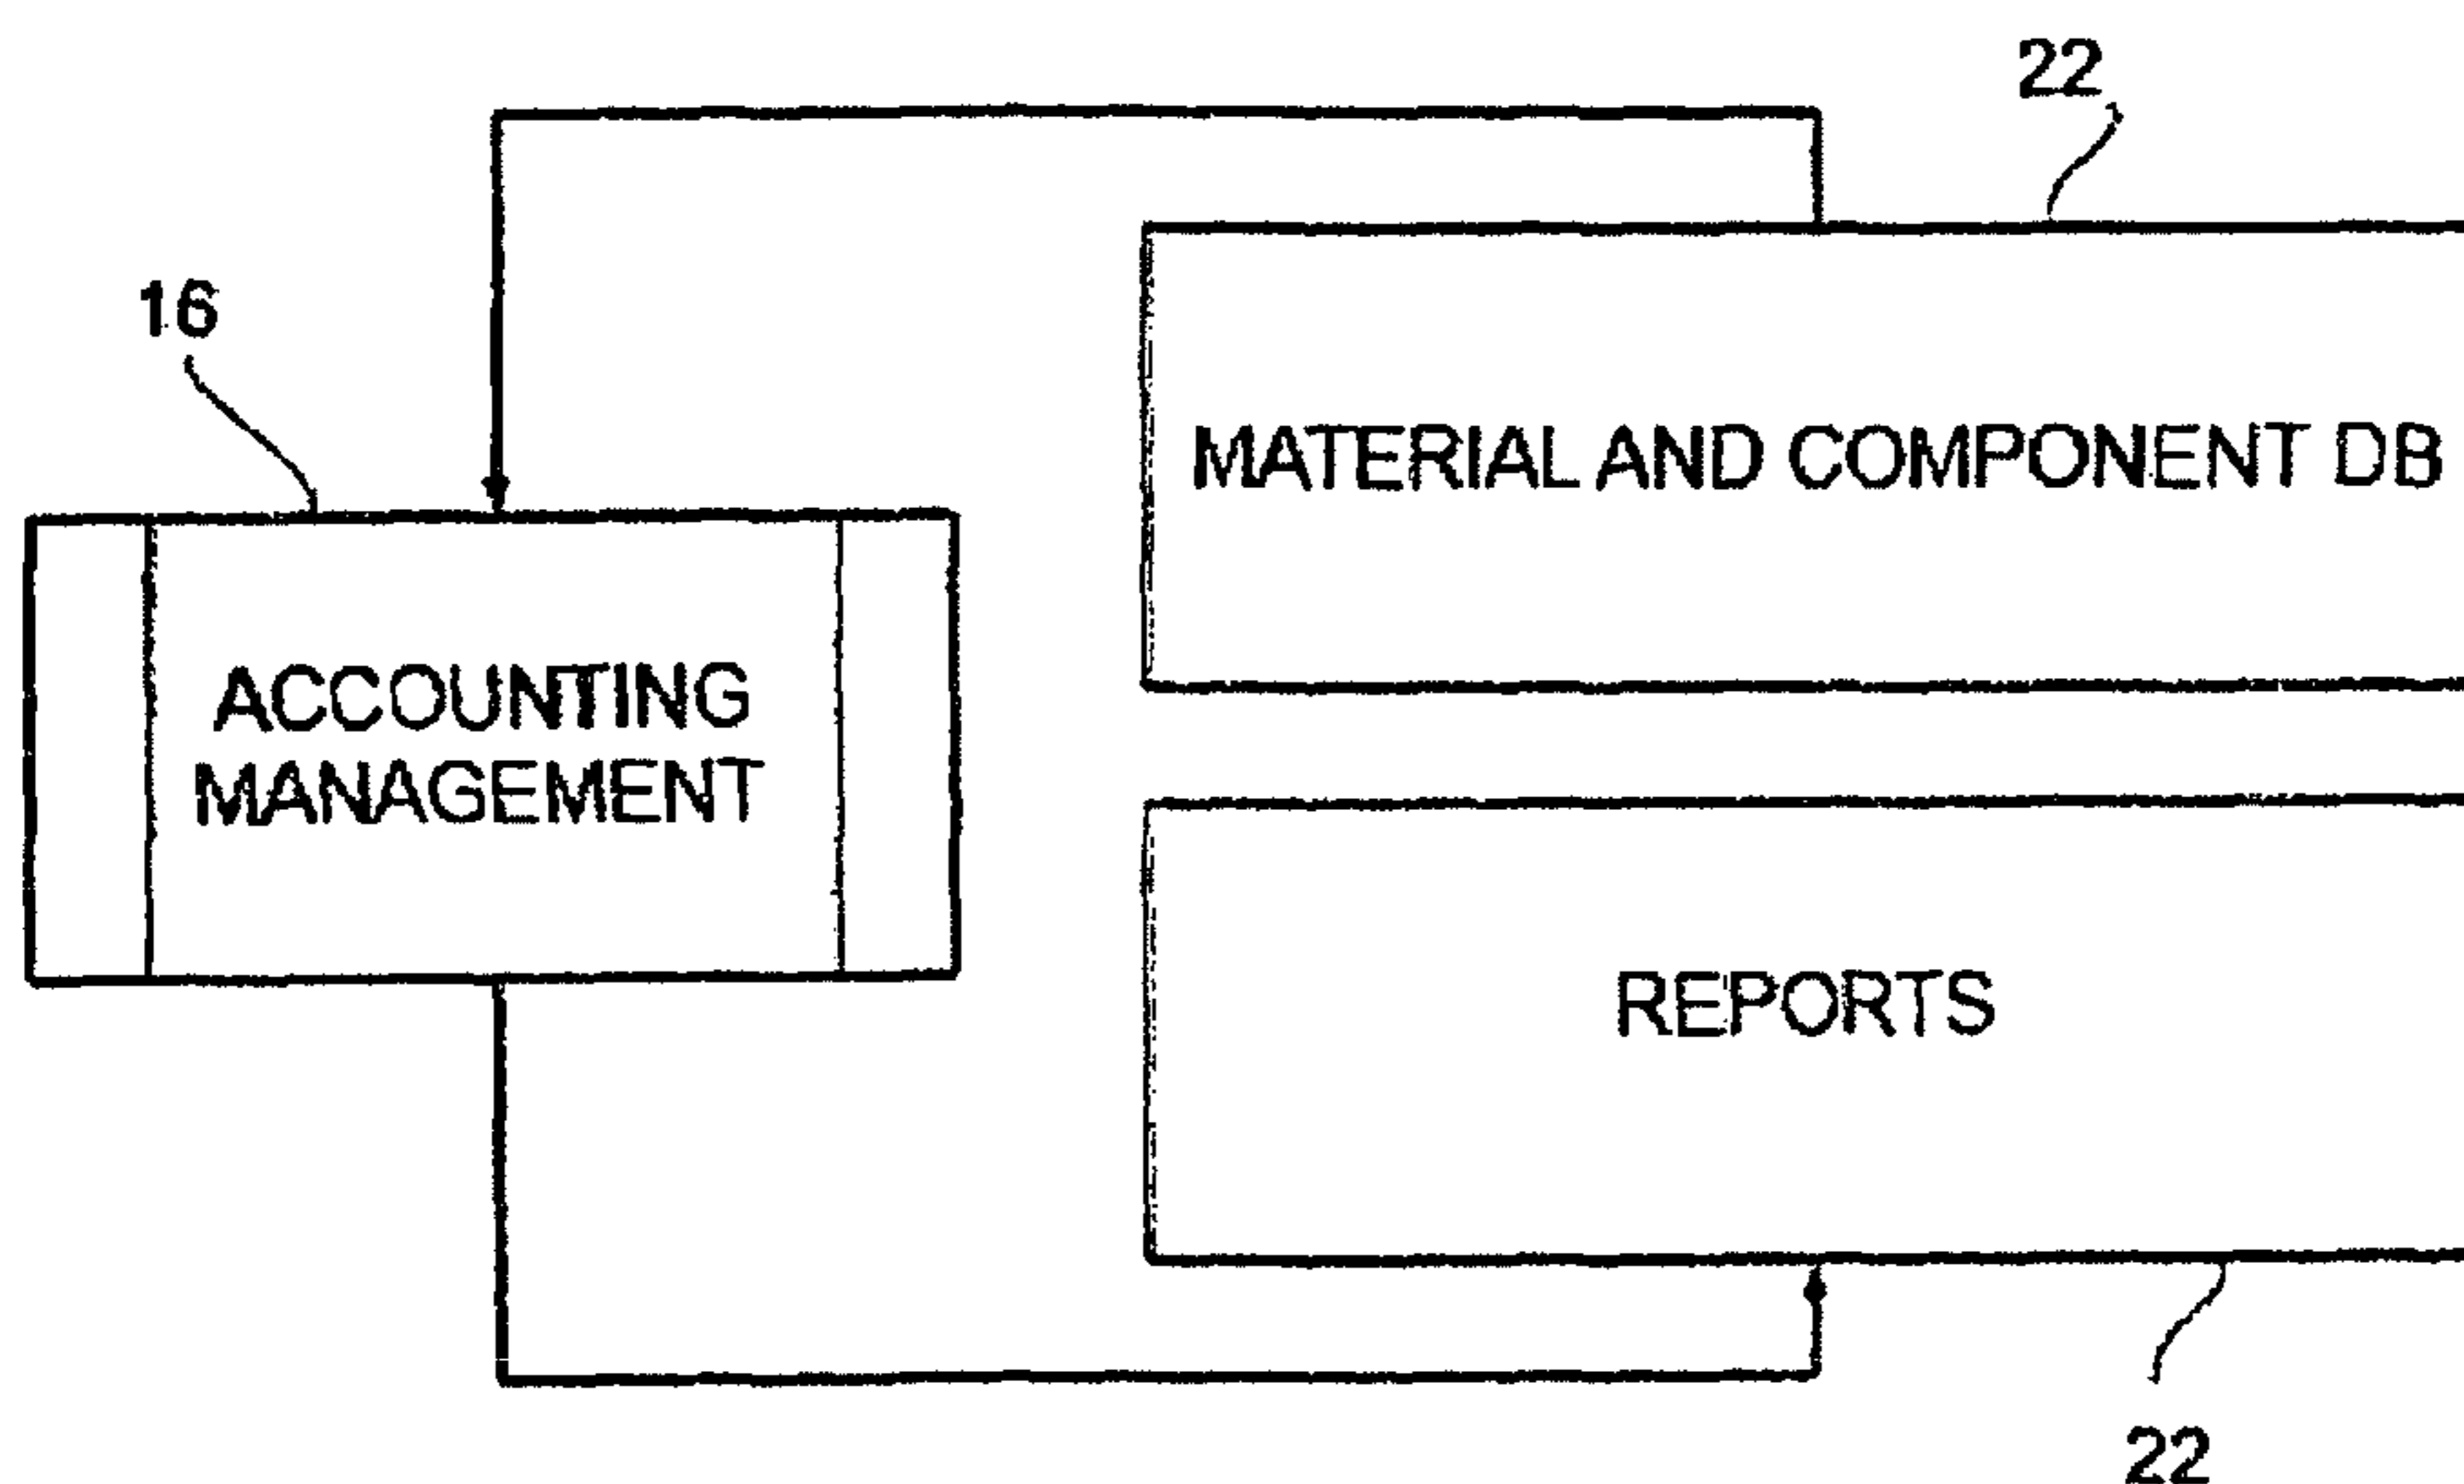 22
16
MATERIAL AND COMPONENT DB
ACCOUNTING
MANAGEMENT
REPORTS
22